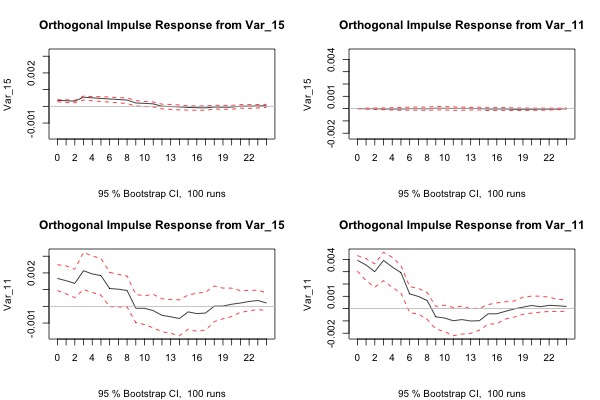 Orthogonal Impulse Response from Var_15
Var_15
0.002
-0.001
0 2 4 6 8 10 13 16 19 22
95 % Bootstrap CI, 100 runs
Orthogonal Impulse Response from Var_11
Var_15
0.004
0.001
-0.002
0 2 4 6 8 10 13 16 19 22
95 % Bootstrap CI, 100 runs
Orthogonal Impulse Response from Var_15
Var_11
0.002
-0.001
0 2 4 6 8 10 13 16 19 22
95 % Bootstrap CI, 100 runs
Orthogonal Impulse Response from Var_11
Var_11
0.004
0.001
-0.002
0 2 4 6 8 10 13 16 19 22
95 % Bootstrap CI, 100 runs